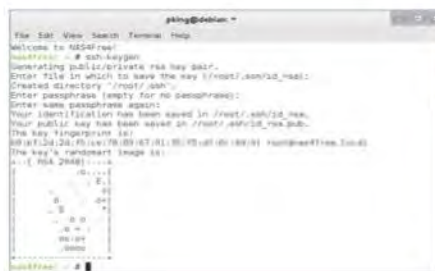 pking@debian: ~
File Edit View Search Terminal Help
Welcome to NAS4Free!
nas4free: ~ # ssh-keygen
Generating public/private rsa key pair.
Enter file in which to save the key (/root/.ssh/id_rsa):
Created directory '/root/.ssh'.
Enter passphrase (empty for no passphrase):
Enter same passphrase again:
Your identification has been saved in /root/.ssh/id_rsa.
Your public key has been saved in /root/.ssh/id_rsa.pub.
The key fingerprint is:
root@nas4free.local
The key's randomart image is:
+--[ RSA 2048]----+
nas4free: ~ #